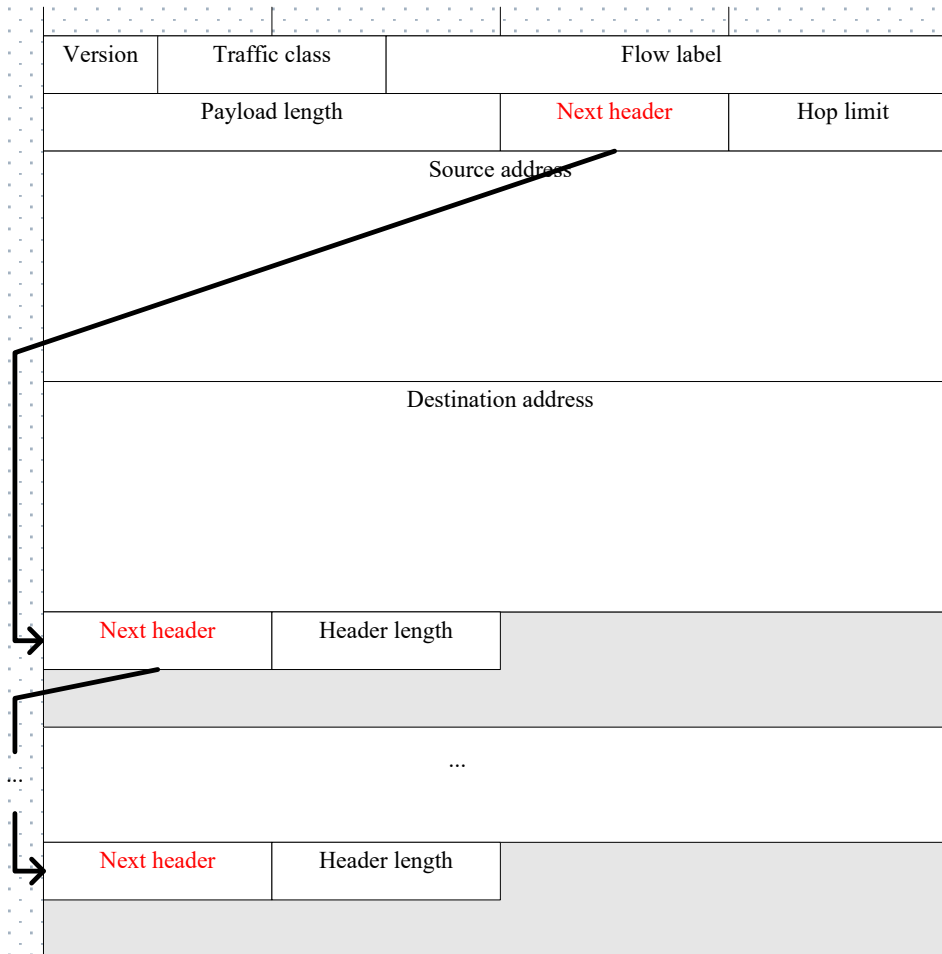 Version Traffic class Flow label
Payload length Next header Hop limit
Source address
Destination address
Next header Header length
...
...
Next header Header length